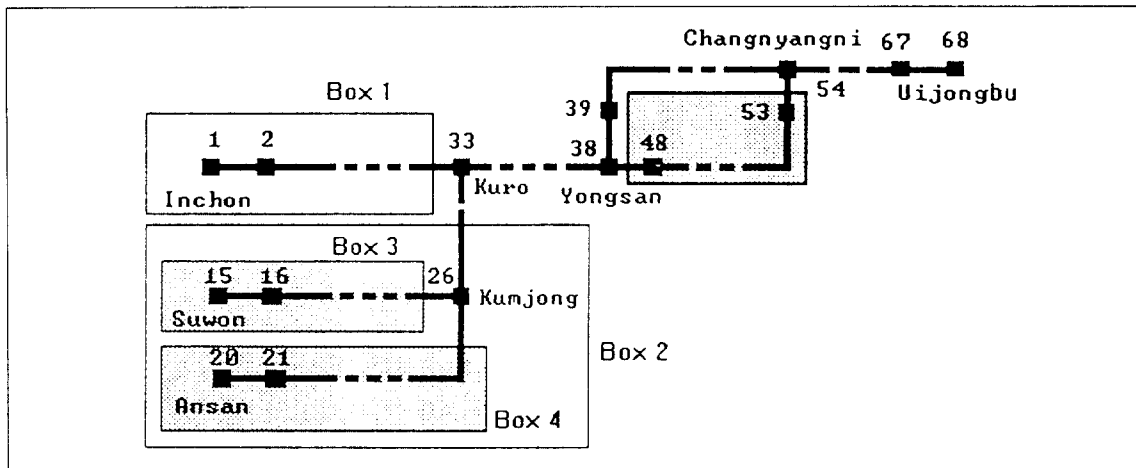 Changnyangni
67
68
Box 1
54
Uijongbu
39
53
1
2
33
38
48
Kuro
Yongsan
Inchon
Box 3
15
16
26
Kumjong
Suwon
Box 2
20
21
Ansan
Box 4